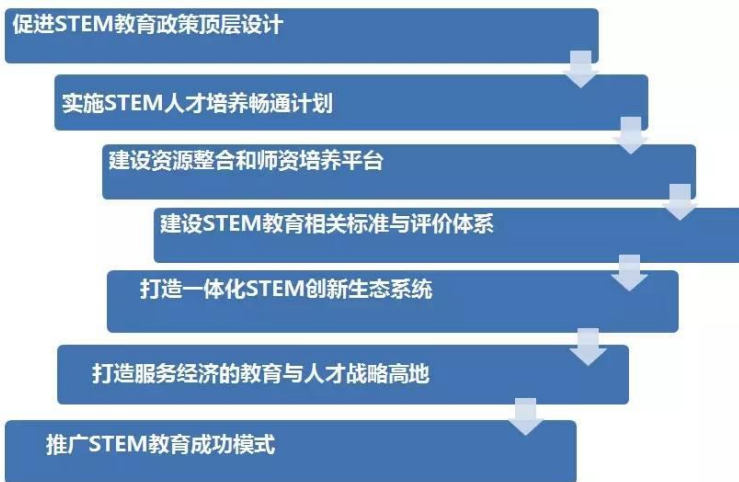 促进STEM教育政策顶层设计
实施STEM人才培养畅通计划
建设资源整合和师资培养平台
建设STEM教育相关标准与评价体系
打造一体化STEM创新生态系统
打造服务经济的教育与人才战略高地
推广STEM教育成功模式